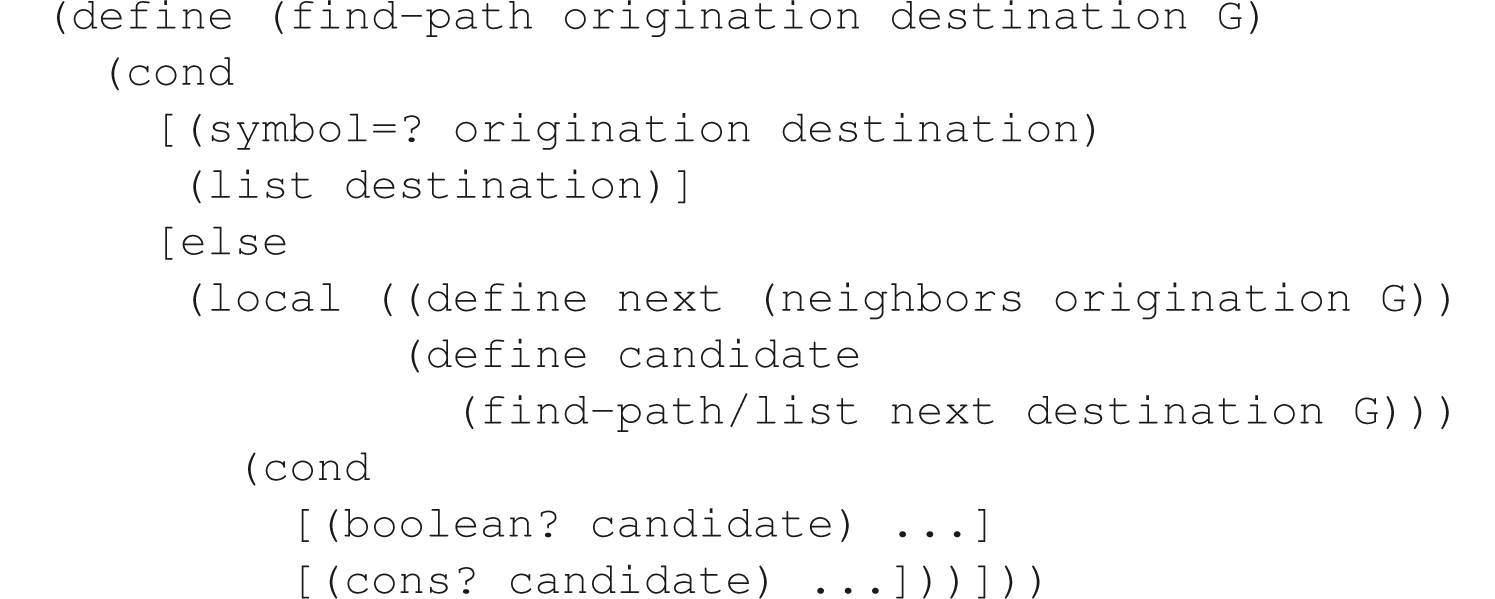 (define (find-path origination destination G)
  (cond
    [(symbol=? origination destination)
     (list destination)]
    [else
     (local ((define next (neighbors origination G))
             (define candidate
               (find-path/list next destination G)))
       (cond
         [(boolean? candidate) ...]
         [(cons? candidate) ...]))]))